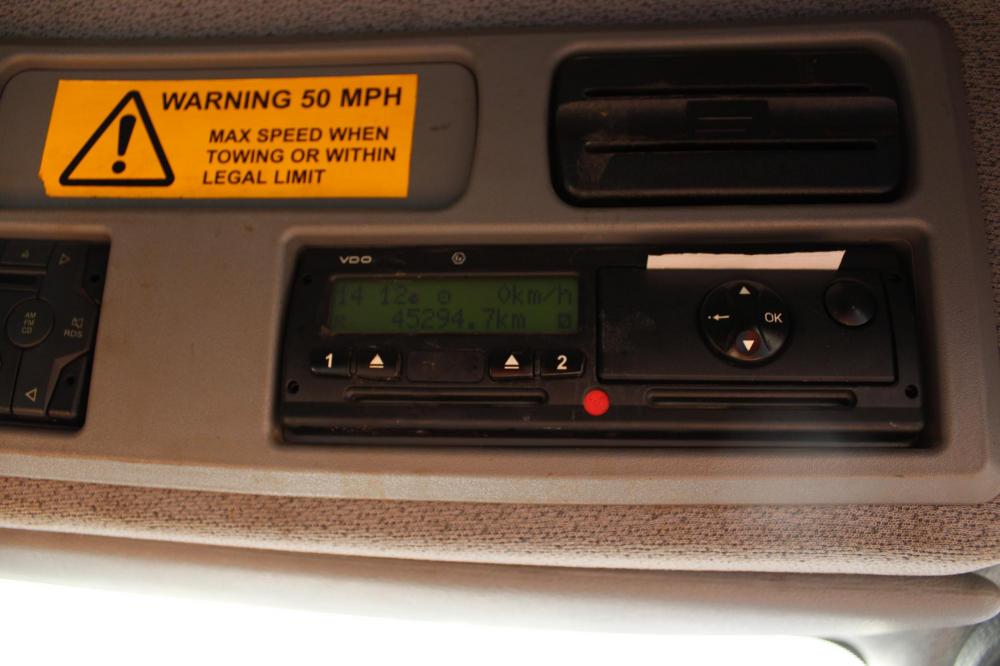 WARNING 50 MPH
MAX SPEED WHEN
TOWING OR WITHIN
LEGAL LIMIT
VDO
14 12 0km/h
45294.7km
1
2
OK
AM
FM
CD
RDS